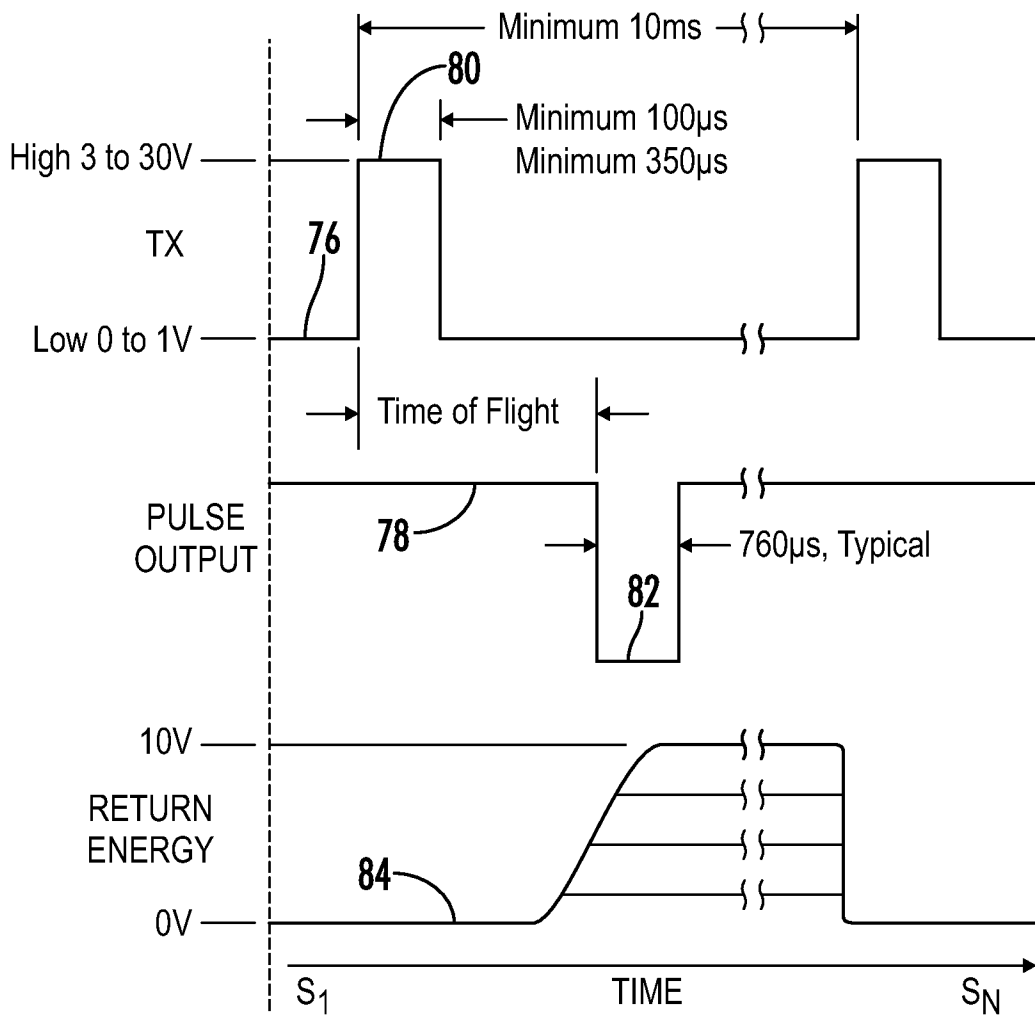 Minimum 10ms
80
Minimum 100µs
High 3 to 30V
Minimum 350µs
76
TX
Low 0 to 1V
Time of Flight
PULSE
OUTPUT
78
760µs, Typical
82
10V
RETURN
ENERGY
84
0V
S1
TIME
SN